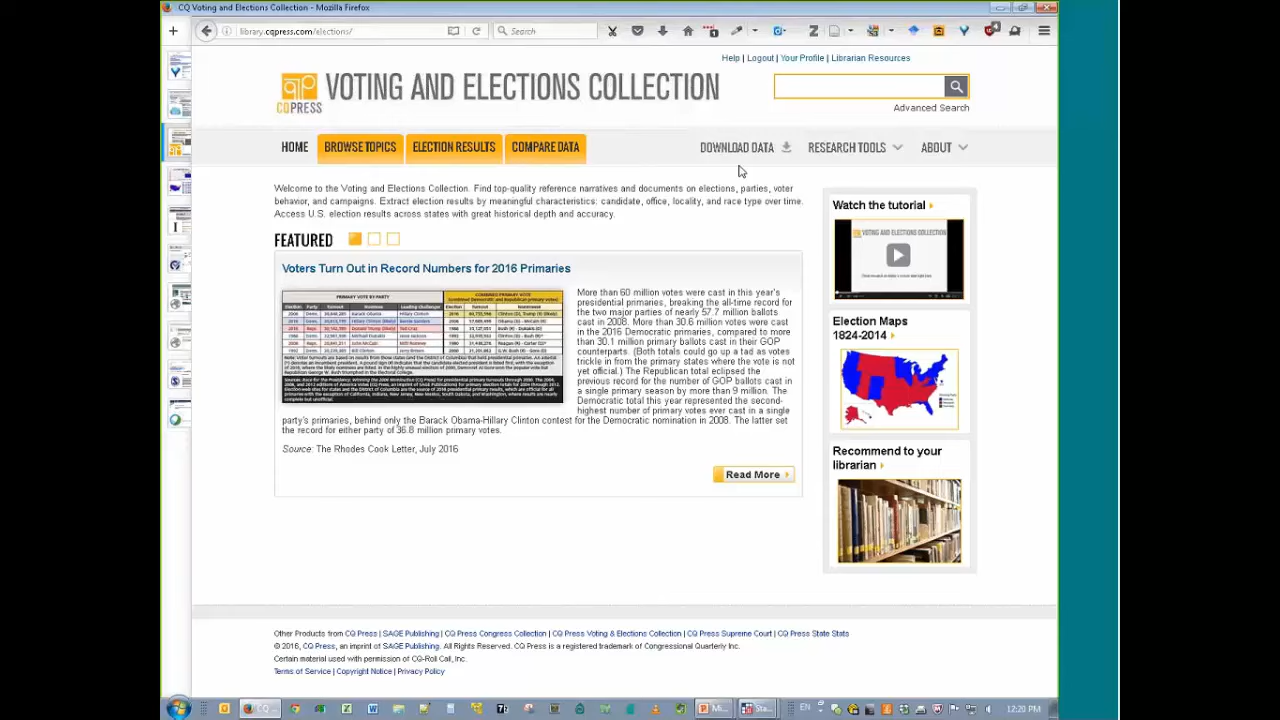 CQ Voting and Elections Collection - Mozilla Firefox
library.cqpress.com/elections/
Search
Help | Logout | Your Profile | Librarian Resources
CQPRESS
VOTING AND ELECTIONS COLLECTION
Advanced Search
HOME BROWSE TOPICS ELECTION RESULTS COMPARE DATA DOWNLOAD DATA RESEARCH TOOLS ABOUT
Welcome to the Voting and Elections Collection. Find top-quality reference narratives and documents on elections, parties, voter
behavior, and campaigns. Extract election results by meaningful characteristics: candidate, office, locality, and race type over time.
Access U.S. election results across states with great historical depth and accuracy.
FEATURED
Voters Turn Out in Record Numbers for 2016 Primaries
PRIMARY VOTE BY PARTY
More than 60 million votes were cast in this year's
presidential primaries, breaking the all-time record for
the two major parties of nearly 57.7 million ballots
cast in 2008. More than 30.6 million votes were cast
in the 2016 Democratic primaries, compared to more
than 30.1 million primary ballots cast by their GOP
counterparts. (Both totals could go up a tad as votes
trickle in from the primary states where the vote is not
yet official.) The Republican total eclipsed the
previous record for the number of GOP ballots cast in
a single primary season by more than 9 million. The
Democratic total this year represented the second-
highest number of primary votes ever cast in a single
party's primaries, behind only the Barack Obama-Hillary Clinton contest for the Democratic nomination in 2008. The latter set
the record for either party of 36.8 million primary votes.
Source: The Rhodes Cook Letter, July 2016
Read More
Watch the tutorial
VOTING AND ELECTIONS COLLECTION
Election Maps
1824-2014
Recommend to your
librarian
Other Products from CQ Press | SAGE Publishing | CQ Press Congress Collection | CQ Press Voting & Elections Collection | CQ Press Supreme Court | CQ Press State Stats
© 2016, CQ Press, an imprint of SAGE Publishing. All Rights Reserved. CQ Press is a registered trademark of Congressional Quarterly Inc.
Certain material used with permission of CQ-Roll Call, Inc.
Terms of Service | Copyright Notice | Privacy Policy
EN
12:20 PM